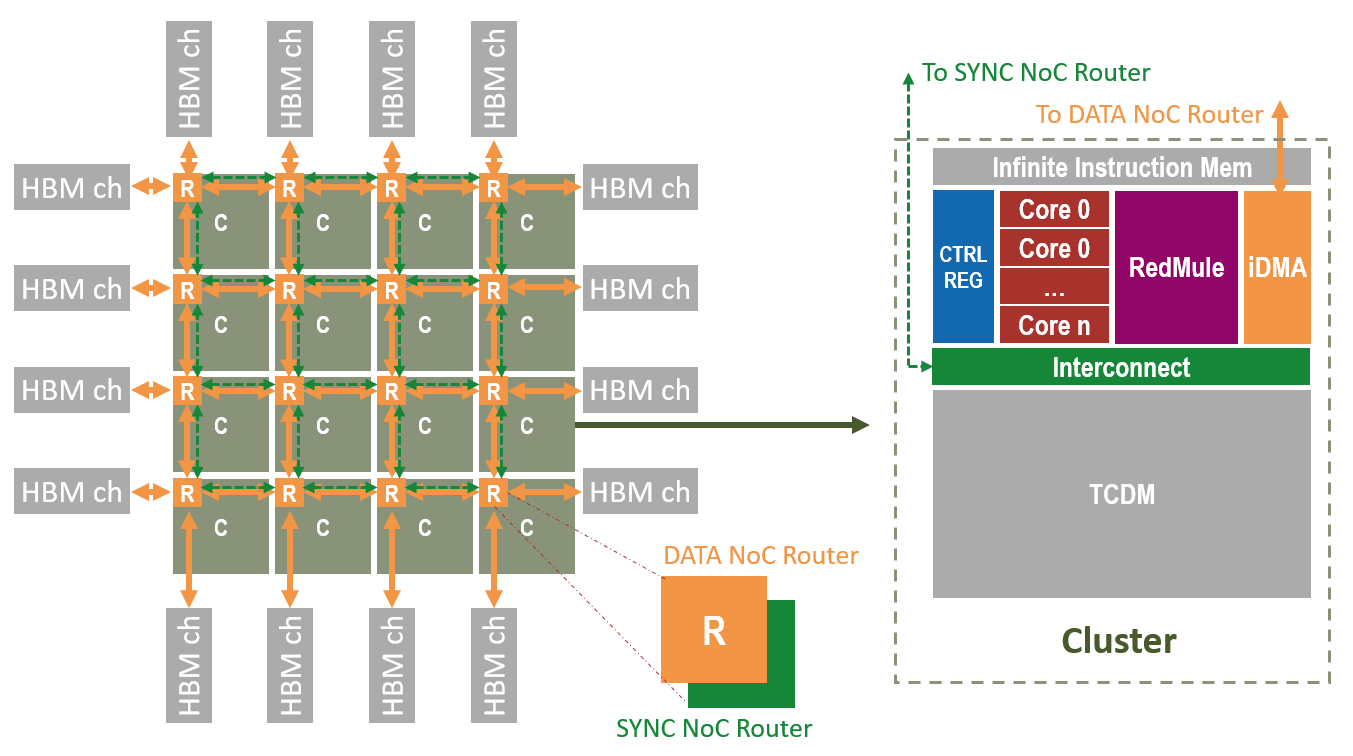 HBM ch
HBM ch
HBM ch
HBM ch
HBM ch
R
R
R
R
HBM ch
C
C
C
C
HBM ch
R
R
R
R
HBM ch
C
C
C
C
HBM ch
R
R
R
R
HBM ch
C
C
C
C
HBM ch
R
R
R
R
HBM ch
C
C
C
C
HBM ch
HBM ch
HBM ch
HBM ch
DATA NoC Router
R
SYNC NoC Router
To SYNC NoC Router
To DATA NoC Router
Infinite Instruction Mem
CTRL
REG
Core 0
Core 0
...
Core n
RedMule
iDMA
Interconnect
TCDM
Cluster